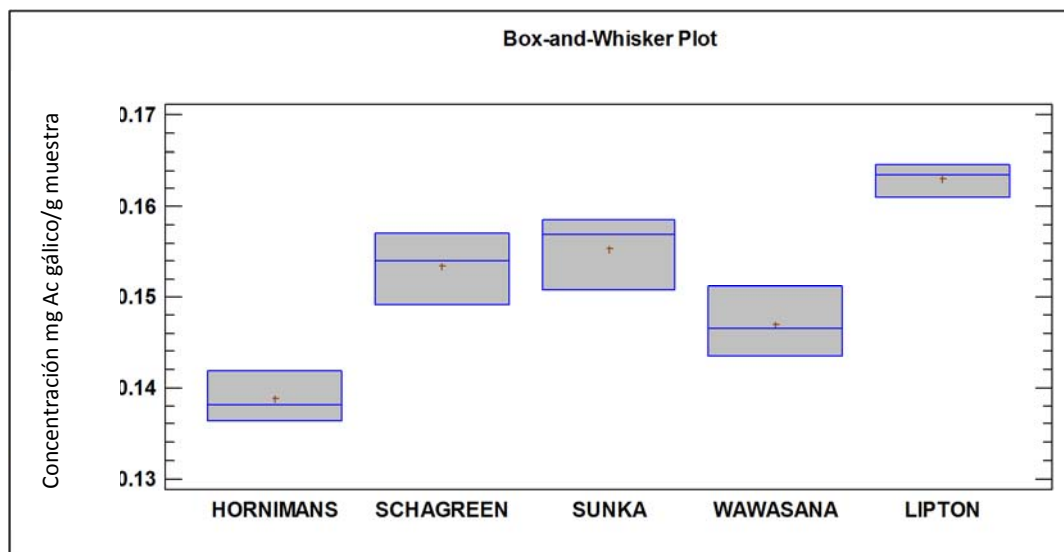 Box-and-Whisker Plot
Concentración mg Ac gálico/g muestra
0.17
0.16
0.15
0.14
0.13
HORNIMANS SCHAGREEN SUNKA WAWASANA LIPTON